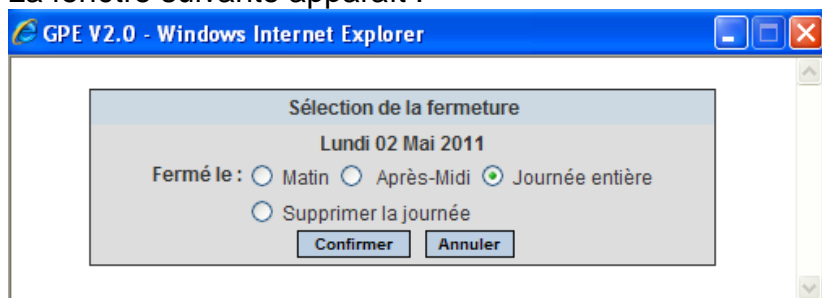 La fenêtre suivante apparaît :
GPE V2.0 - Windows Internet Explorer
Sélection de la fermeture
Lundi 02 Mai 2011
Fermé le : Matin Après-Midi Journée entière
Supprimer la journée
Confirmer Annuler